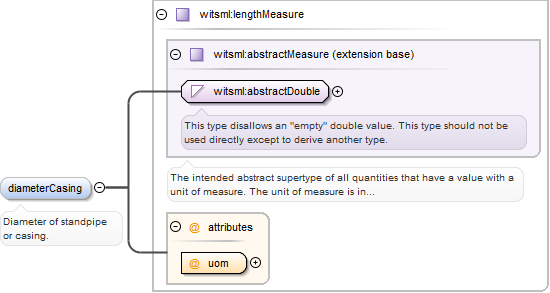 witsml:lengthMeasure
witsml:abstractMeasure (extension base)
witsml:abstractDouble
This type disallows an "empty" double value. This type should not be
used directly except to derive another type.
The intended abstract supertype of all quantities that have a value with a
unit of measure. The unit of measure is in...
diameterCasing
Diameter of standpipe
or casing.
@ attributes
@ uom